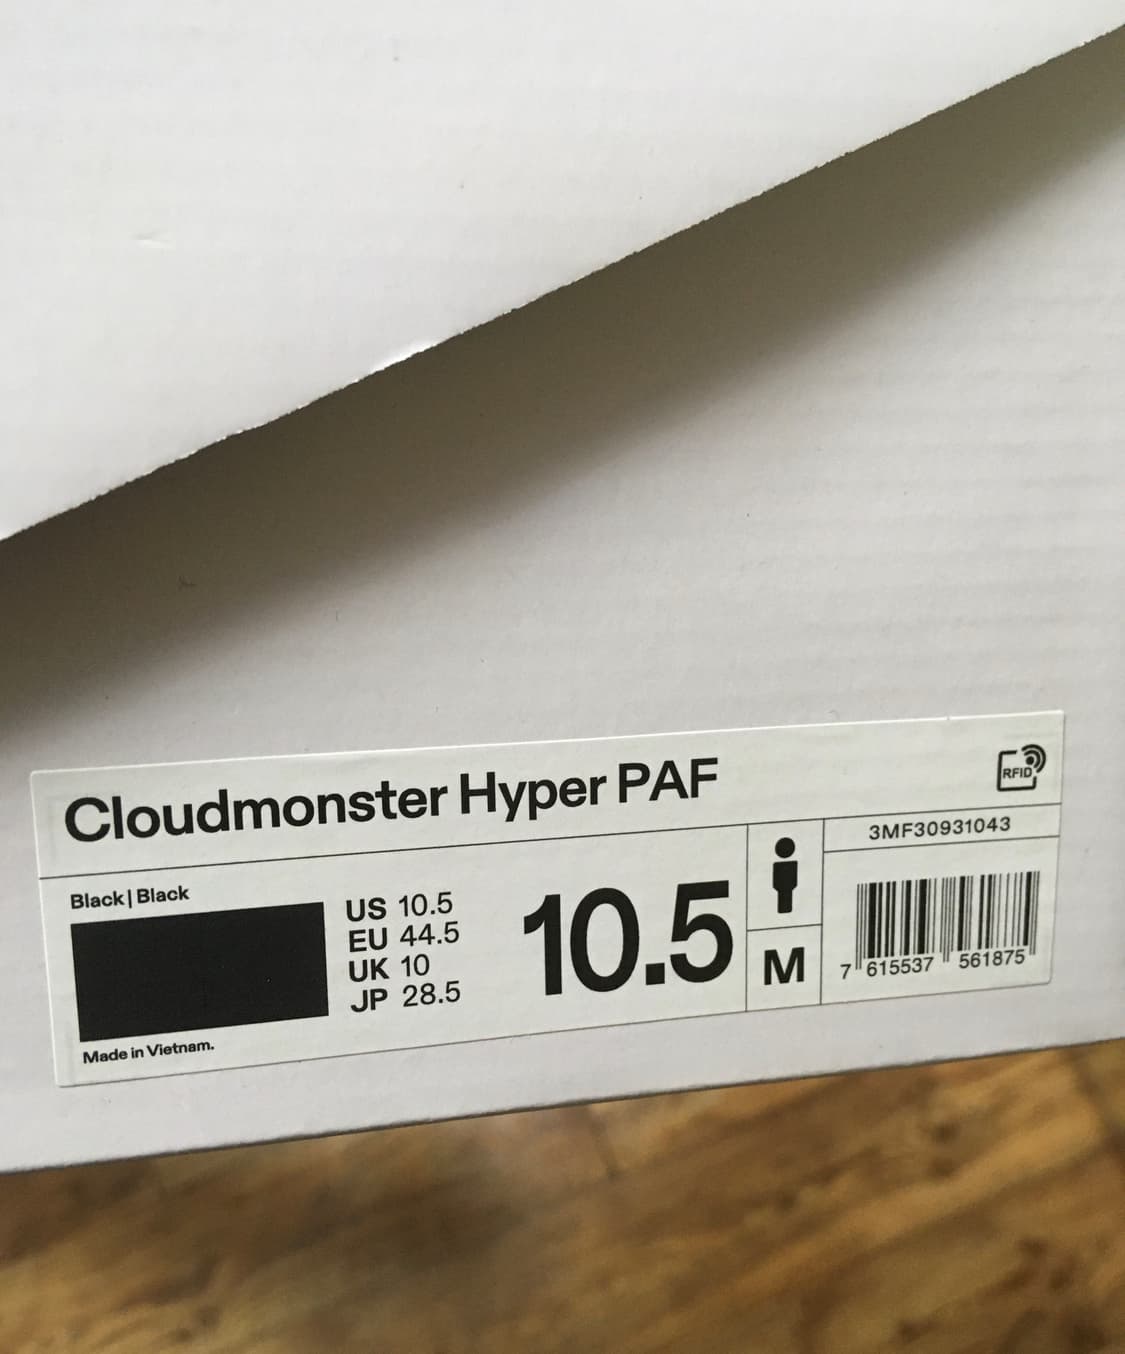 Cloudmonster Hyper PAF
RFID
3MF30931043
Black | Black
US 10.5
EU 44.5
UK 10
JP 28.5
10.5
M
7 615537 561875
Made in Vietnam.